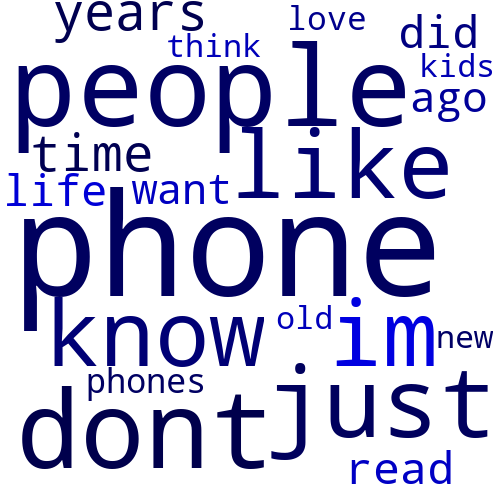 years love did
think kids
people ago
time like
life want
phone
know old im new
phones just
dont
read